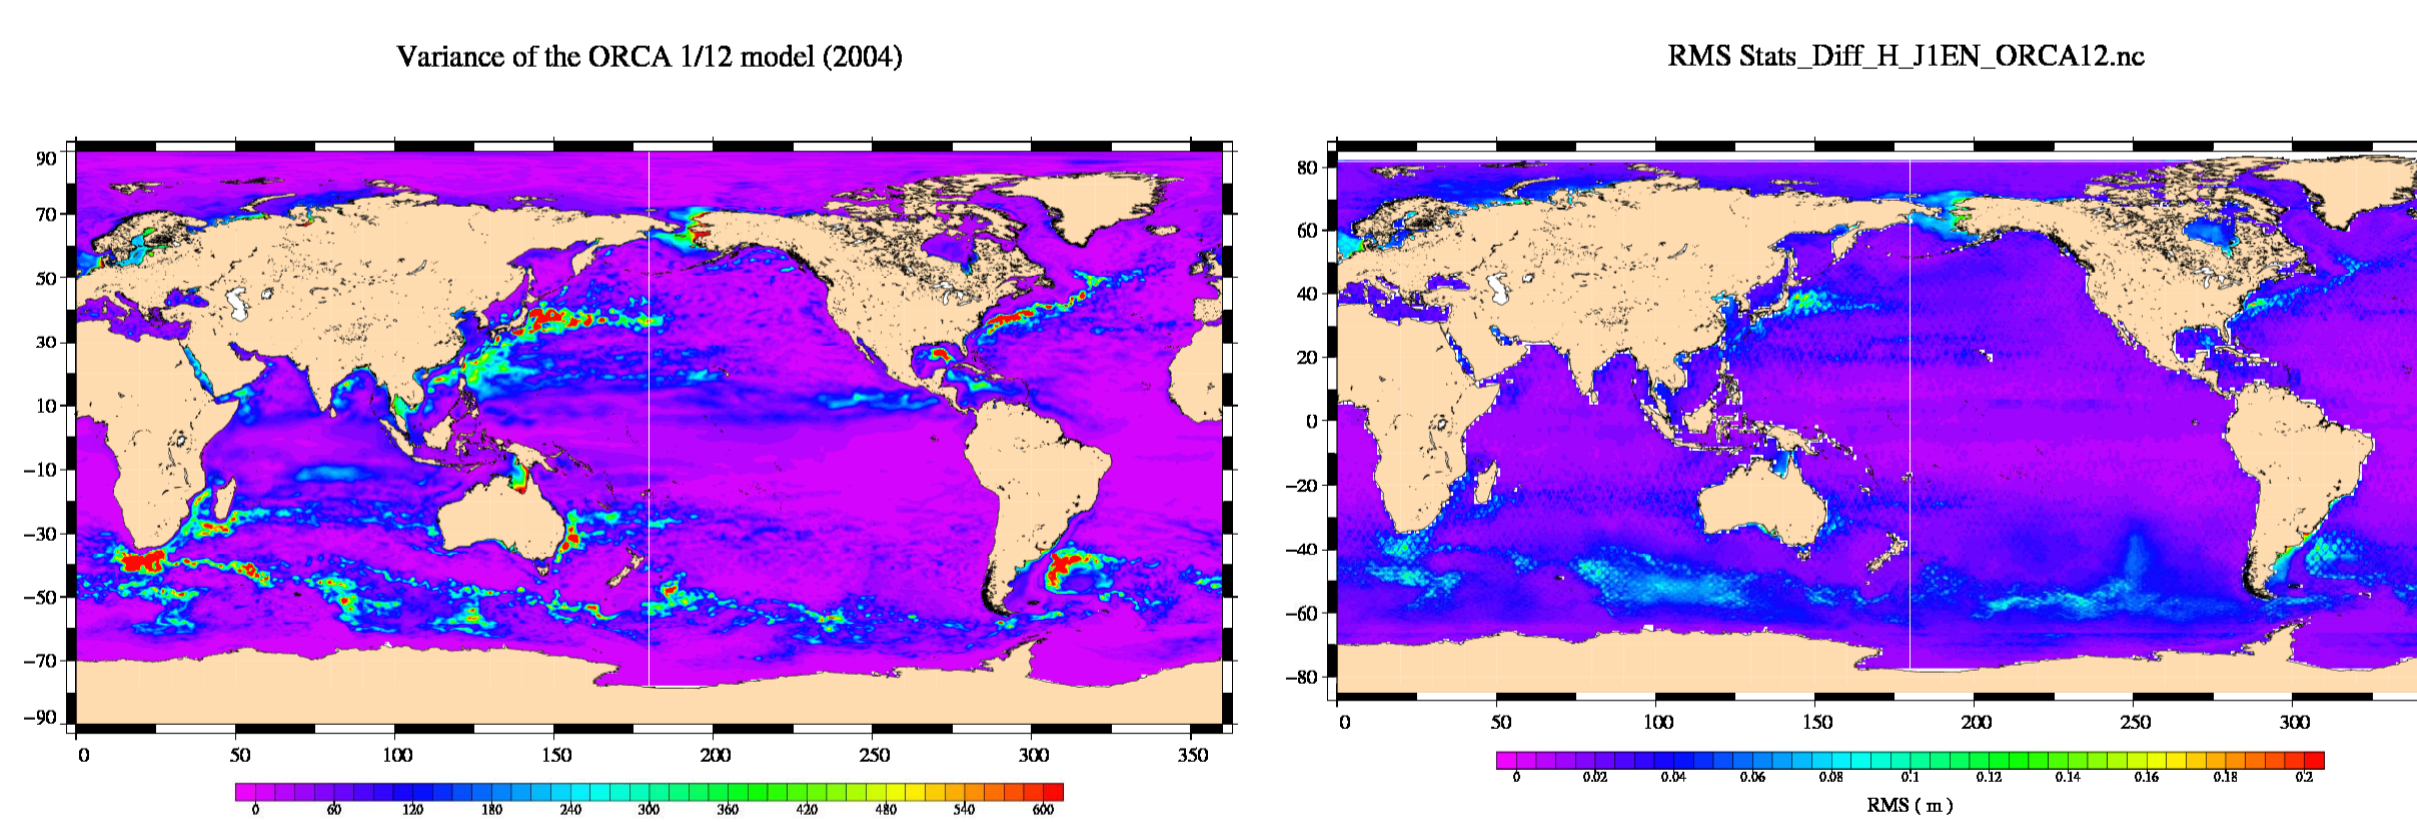 Variance of the ORCA 1/12 model (2004)
90
70
50
30
10
−10
−30
−50
−70
−90
0 50 100 150 200 250 300 350
0 60 120 180 240 300 360 420 480 540 600
RMS Stats_Diff_H_J1EN_ORCA12.nc
80
60
40
20
0
−20
−40
−60
−80
0 50 100 150 200 250 300
0 0.02 0.04 0.06 0.08 0.1 0.12 0.14 0.16 0.18 0.2
RMS ( m )